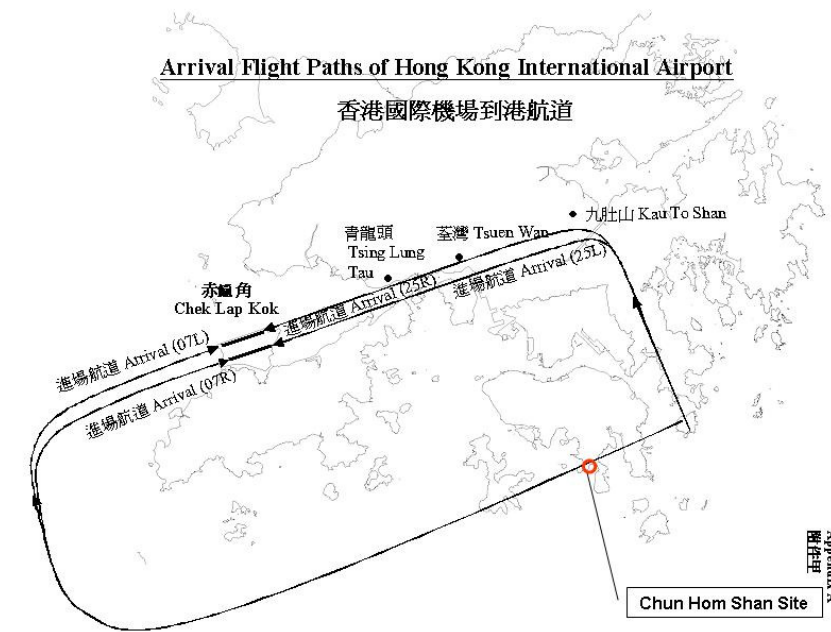 Arrival Flight Paths of Hong Kong International Airport
香港國際機場到港航道
九肚山 Kau To Shan
青龍頭
Tsing Lung
Tau
荃灣 Tsuen Wan
赤鱲角
Chek Lap Kok
進場航道 Arrival (25R)
進場航道 Arrival (25L)
進場航道 Arrival (07L)
進場航道 Arrival (07R)
附件甲
Chun Hom Shan Site